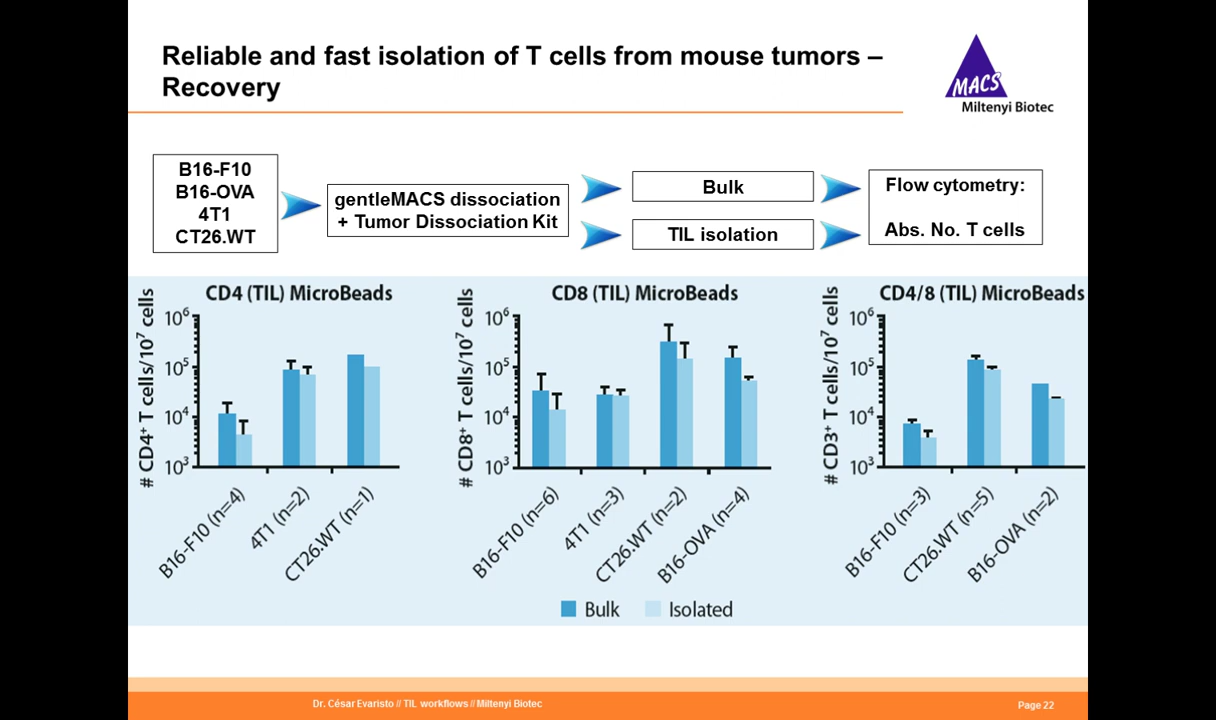 Reliable and fast isolation of T cells from mouse tumors –
Recovery
MACS
Miltenyi Biotec
B16-F10
B16-OVA
4T1
CT26.WT
gentleMACS dissociation
+ Tumor Dissociation Kit
Bulk
TIL isolation
Flow cytometry:
Abs. No. T cells
CD4 (TIL) MicroBeads
# CD4⁺ T cells/10⁷ cells
10⁶
10⁵
10⁴
10³
B16-F10 (n=4)
4T1 (n=2)
CT26.WT (n=1)
CD8 (TIL) MicroBeads
# CD8⁺ T cells/10⁷ cells
10⁶
10⁵
10⁴
10³
B16-F10 (n=6)
4T1 (n=3)
CT26.WT (n=2)
B16-OVA (n=4)
CD4/8 (TIL) MicroBeads
# CD3⁺ T cells/10⁷ cells
10⁶
10⁵
10⁴
10³
B16-F10 (n=3)
CT26.WT (n=5)
B16-OVA (n=2)
Bulk
Isolated
Dr. César Evaristo // TIL workflows // Miltenyi Biotec
Page 22